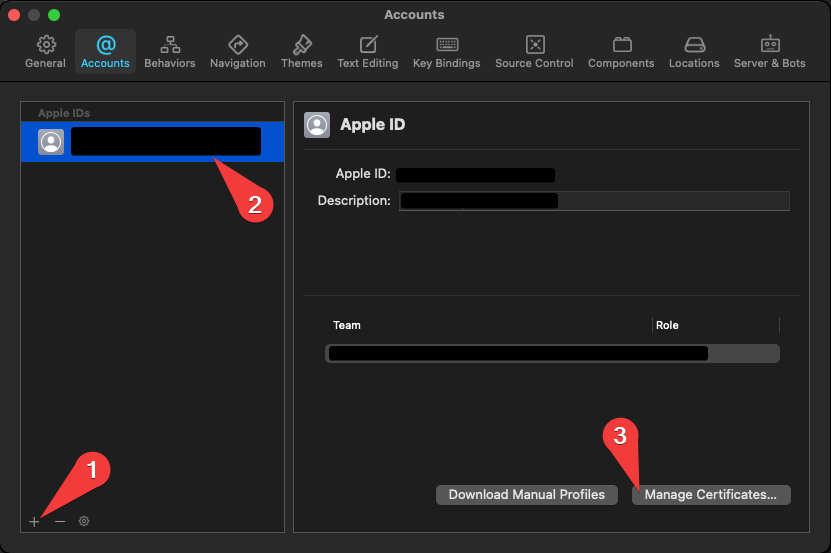 Accounts
General
Accounts
Behaviors
Navigation
Themes
Text Editing
Key Bindings
Source Control
Components
Locations
Server & Bots
Apple IDs
Apple ID
Apple ID:
Description:
2
Team
Role
3
1
Download Manual Profiles
Manage Certificates...